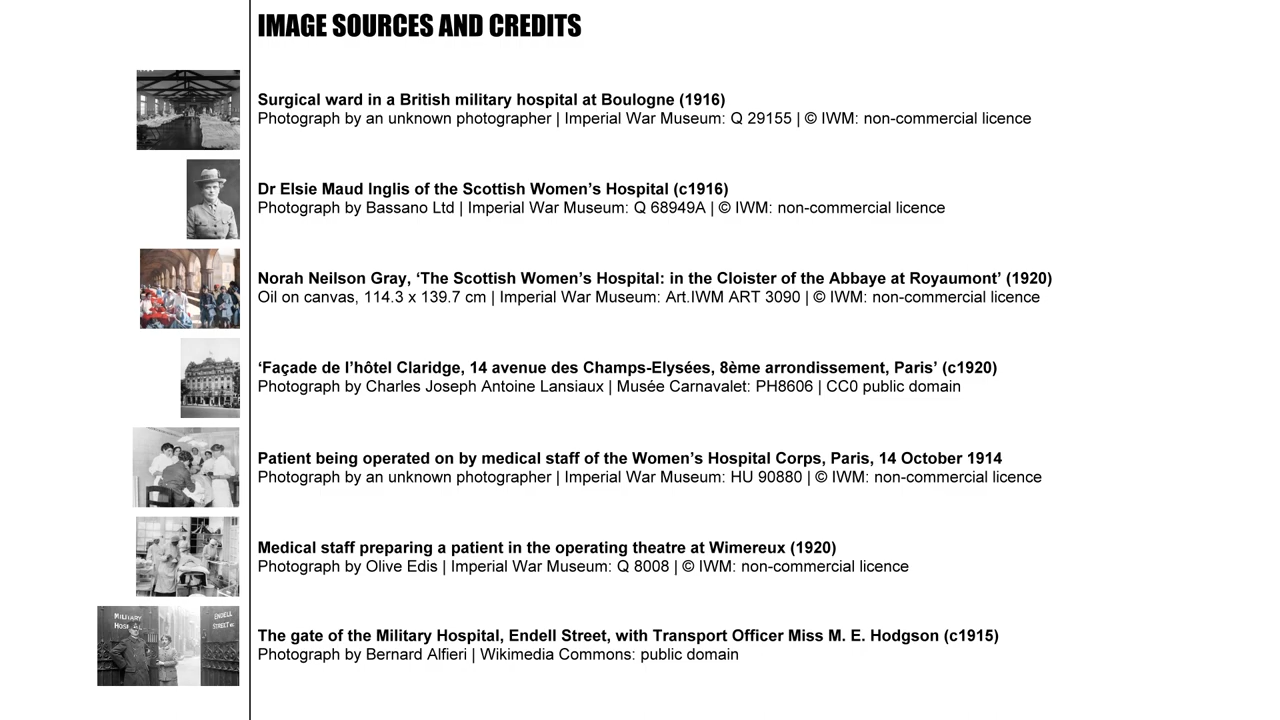 IMAGE SOURCES AND CREDITS
Surgical ward in a British military hospital at Boulogne (1916)
Photograph by an unknown photographer | Imperial War Museum: Q 29155 | © IWM: non-commercial licence
Dr Elsie Maud Inglis of the Scottish Women’s Hospital (c1916)
Photograph by Bassano Ltd | Imperial War Museum: Q 68949A | © IWM: non-commercial licence
Norah Neilson Gray, ‘The Scottish Women’s Hospital: in the Cloister of the Abbaye at Royaumont’ (1920)
Oil on canvas, 114.3 x 139.7 cm | Imperial War Museum: Art.IWM ART 3090 | © IWM: non-commercial licence
‘Façade de l’hôtel Claridge, 14 avenue des Champs-Elysées, 8ème arrondissement, Paris’ (c1920)
Photograph by Charles Joseph Antoine Lansiaux | Musée Carnavalet: PH8606 | CC0 public domain
Patient being operated on by medical staff of the Women’s Hospital Corps, Paris, 14 October 1914
Photograph by an unknown photographer | Imperial War Museum: HU 90880 | © IWM: non-commercial licence
Medical staff preparing a patient in the operating theatre at Wimereux (1920)
Photograph by Olive Edis | Imperial War Museum: Q 8008 | © IWM: non-commercial licence
MILITARY
ENDELL
STREET
The gate of the Military Hospital, Endell Street, with Transport Officer Miss M. E. Hodgson (c1915)
Photograph by Bernard Alfieri | Wikimedia Commons: public domain